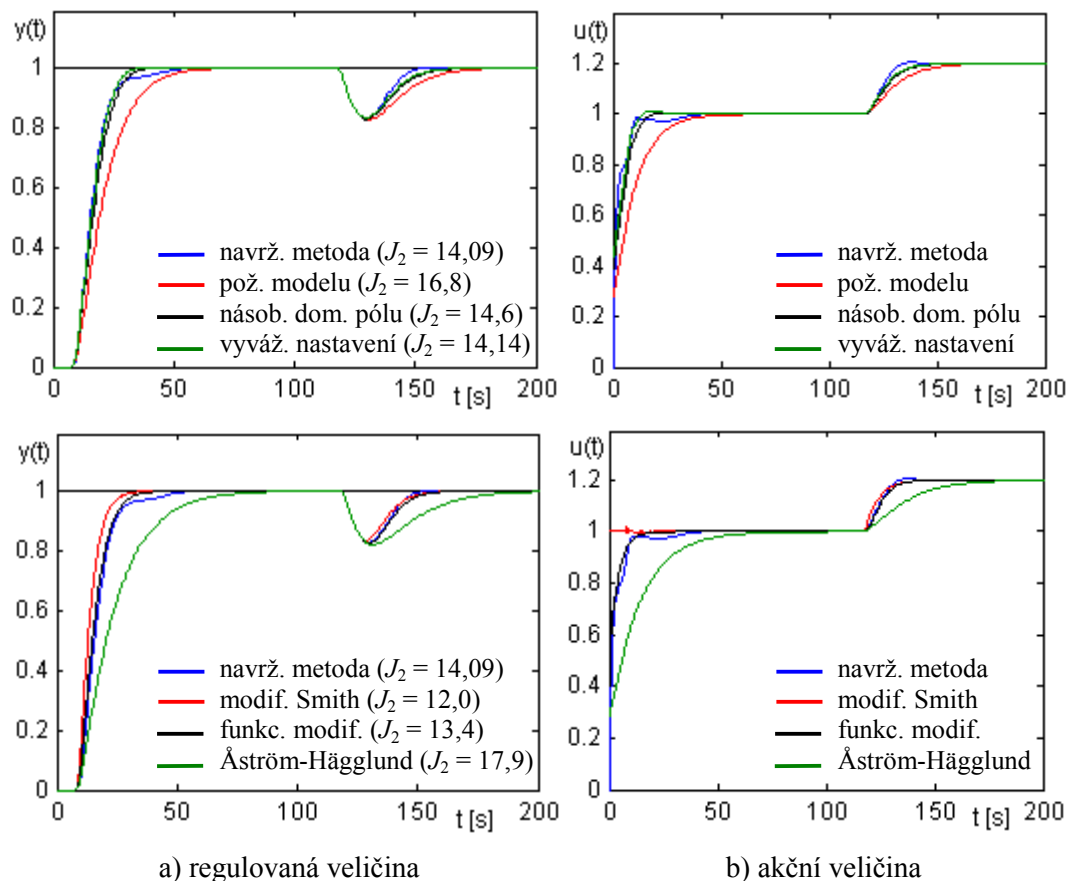 y(t)
1
0.8
0.6
0.4
0.2
0
0
50
100
150
200
t [s]
navrž. metoda (J2 = 14,09)
pož. modelu (J2 = 16,8)
násob. dom. pólu (J2 = 14,6)
vyváž. nastavení (J2 = 14,14)
u(t)
1.2
1
0.8
0.6
0.4
0.2
0
0
50
100
150
200
t [s]
navrž. metoda
pož. modelu
násob. dom. pólu
vyváž. nastavení
y(t)
1
0.8
0.6
0.4
0.2
0
0
50
100
150
200
t [s]
navrž. metoda (J2 = 14,09)
modif. Smith (J2 = 12,0)
funkc. modif. (J2 = 13,4)
Åström-Hägglund (J2 = 17,9)
u(t)
1.2
1
0.8
0.6
0.4
0.2
0
0
50
100
150
200
t [s]
navrž. metoda
modif. Smith
funkc. modif.
Åström-Hägglund
a) regulovaná veličina
b) akční veličina